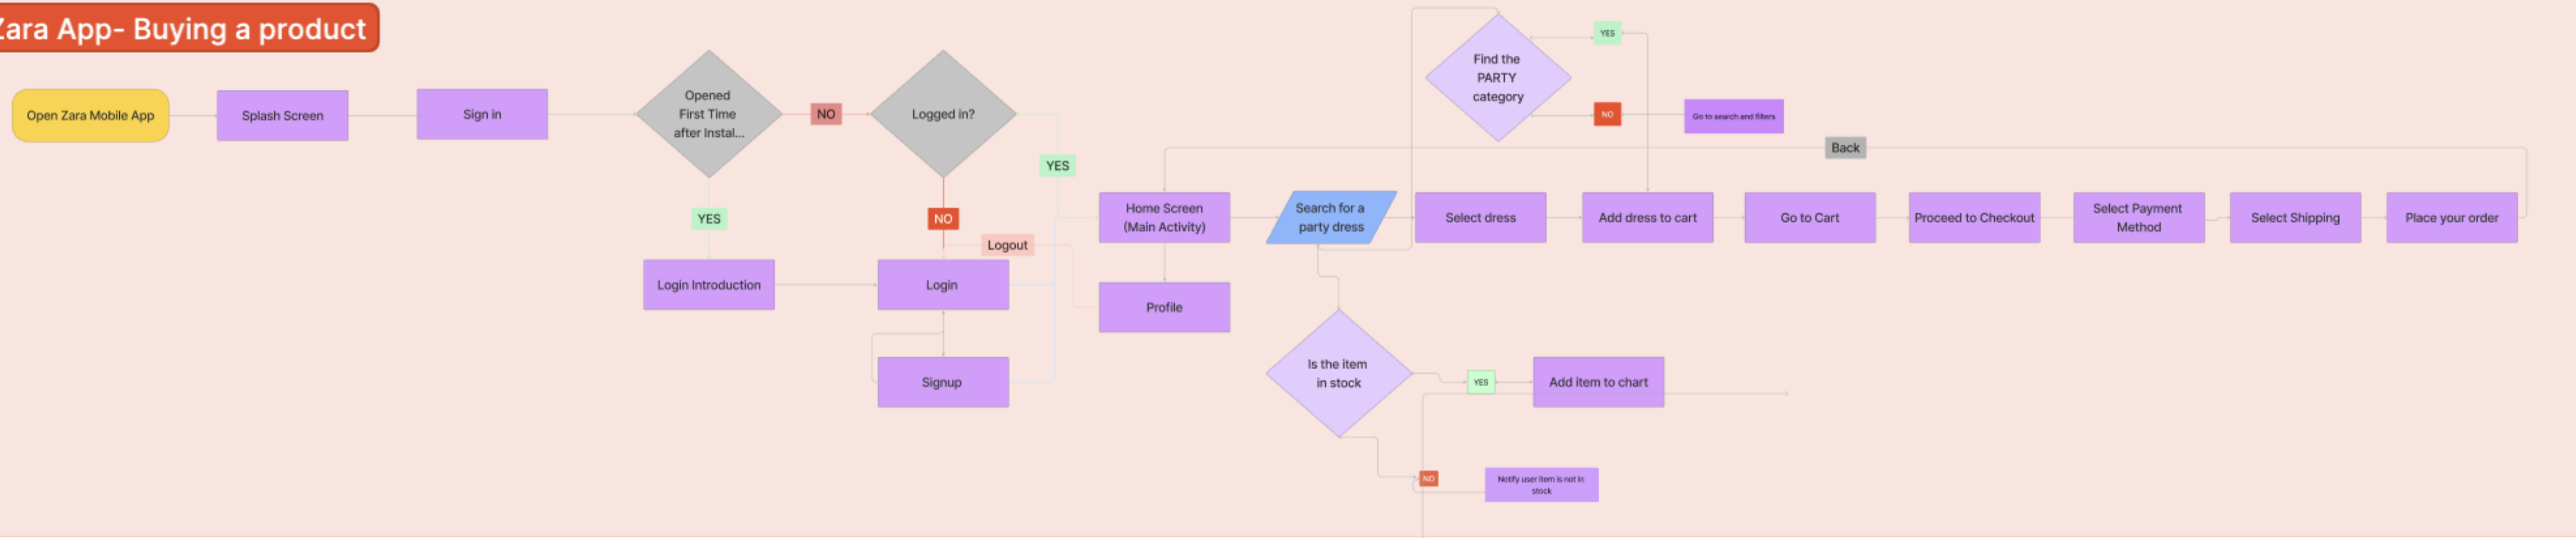 Zara App- Buying a product
Open Zara Mobile App
Splash Screen
Sign in
Opened
First Time
after Instal...
NO
Logged in?
YES
YES
NO
Logout
Login Introduction
Login
Signup
Home Screen
(Main Activity)
Profile
Search for a
party dress
Find the
PARTY
category
YES
NO
Go to search and filters
Back
Select dress
Add dress to cart
Go to Cart
Proceed to Checkout
Select Payment
Method
Select Shipping
Place your order
Is the item
in stock
YES
Add item to chart
NO
Notify user item is not in
stock